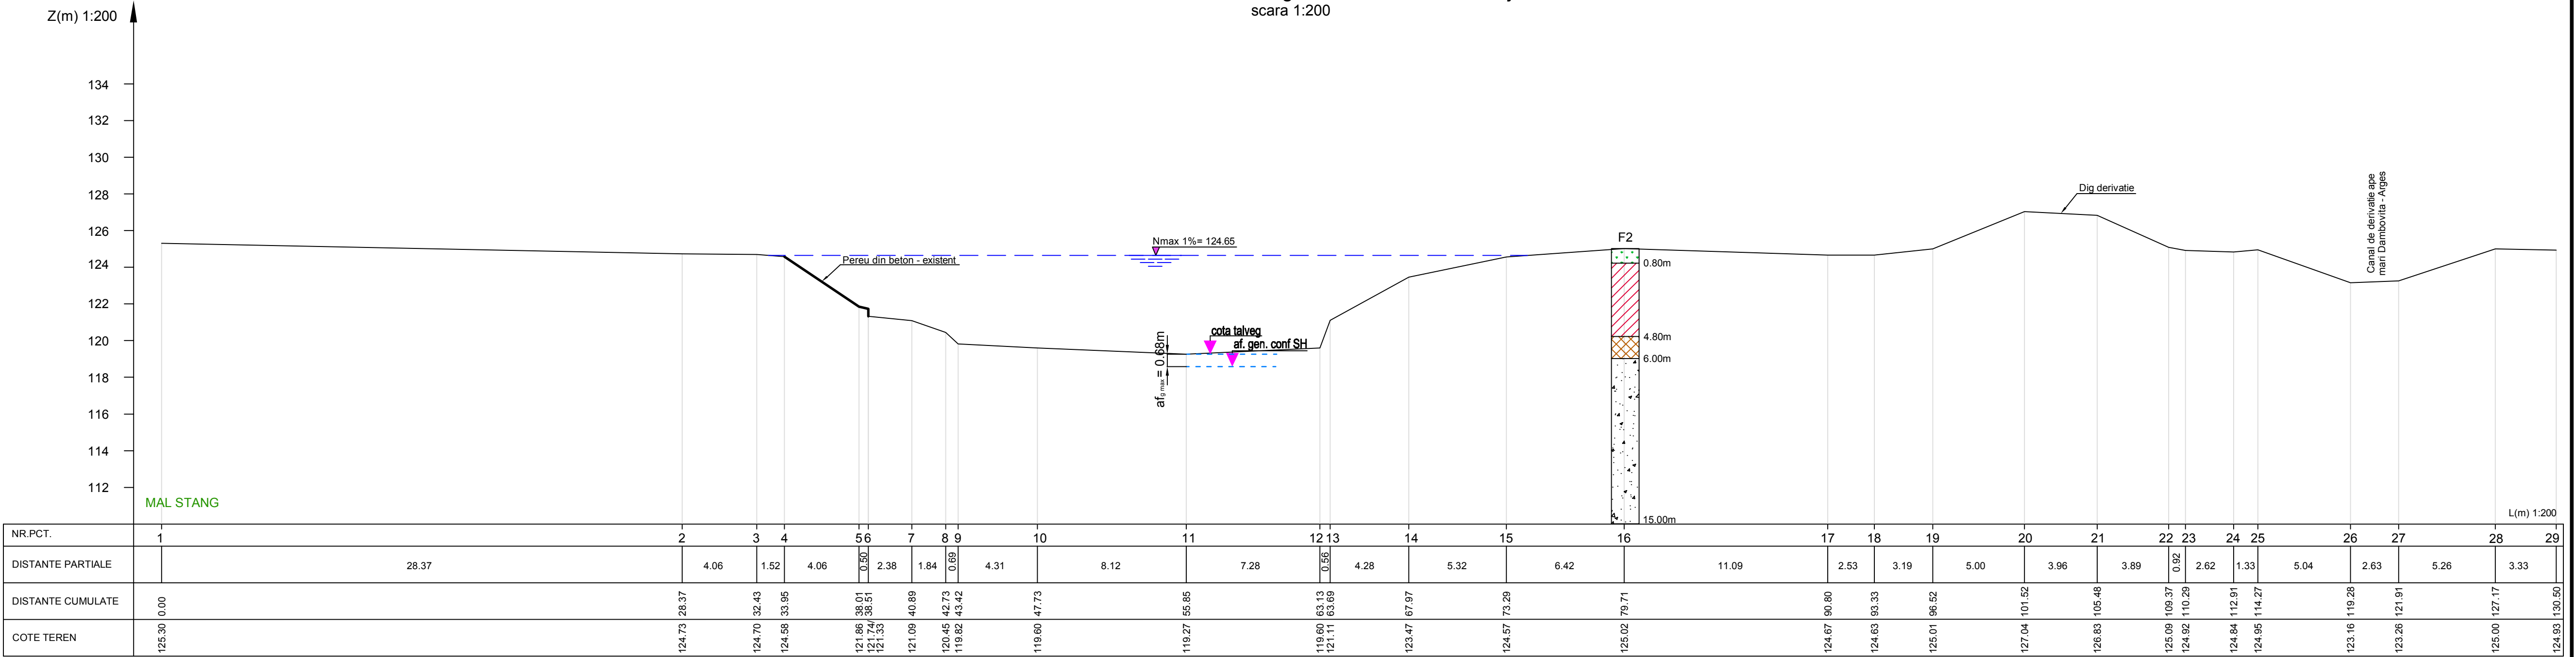 scara 1:200
Z(m) 1:200
134
132
130
128
126
124
122
120
118
116
114
112
MAL STANG
Pereu din beton - existent
Nmax 1%= 124.65
cota talveg
af. gen. conf SH
afg max = 0.68m
F2
0.80m
4.80m
6.00m
15.00m
Dig derivatie
Canal de derivatie ape
mari Dambovita - Arges
L(m) 1:200
NR.PCT. 1 2 3 4 5 6 7 8 9 10 11 12 13 14 15 16 17 18 19 20 21 22 23 24 25 26 27 28 29
DISTANTE PARTIALE 28.37 4.06 1.52 4.06 0.50 2.38 1.84 0.69 4.31 8.12 7.28 0.56 4.28 5.32 6.42 11.09 2.53 3.19 5.00 3.96 3.89 0.92 2.62 1.33 5.04 2.63 5.26 3.33
DISTANTE CUMULATE 0.00 28.37 32.43 33.95 38.01 38.51 40.89 42.73 43.42 47.73 55.85 63.13 63.69 67.97 73.29 79.71 90.80 93.33 96.52 101.52 105.48 109.37 110.29 112.91 114.27 119.28 121.91 127.17 130.50
COTE TEREN 125.30 124.73 124.70 124.58 121.86 121.74/ 121.33 121.09 120.45 119.82 119.60 119.27 119.60 121.11 123.47 124.57 125.02 124.67 124.63 125.01 127.04 126.83 125.09 124.92 124.84 124.95 123.16 123.26 125.00 124.93